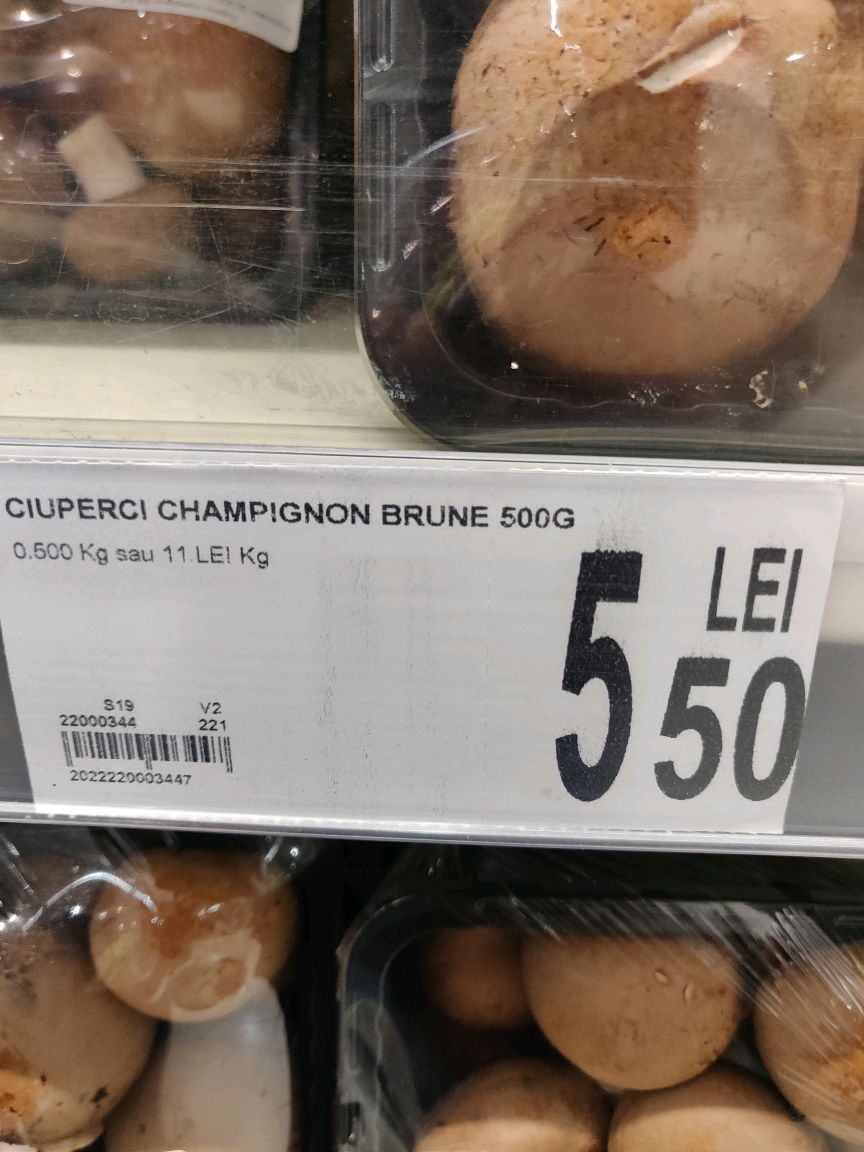 CIUPERCI CHAMPIGNON BRUNE 500G
0.500 Kg sau 11.LEI Kg
5 LEI
50
S19 V2
22000344 221
2022220003447